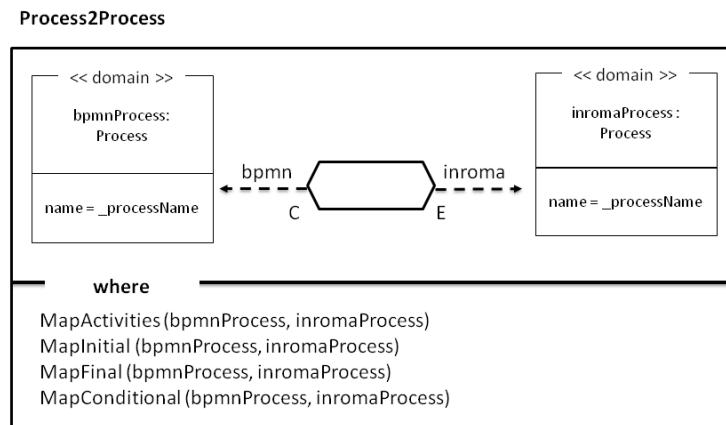 Process2Process
<< domain >>
bpmnProcess:
Process
name = _processName
bpmn
C
inroma
E
<< domain >>
inromaProcess :
Process
name = _processName
where
MapActivities (bpmnProcess, inromaProcess)
MapInitial (bpmnProcess, inromaProcess)
MapFinal (bpmnProcess, inromaProcess)
MapConditional (bpmnProcess, inromaProcess)